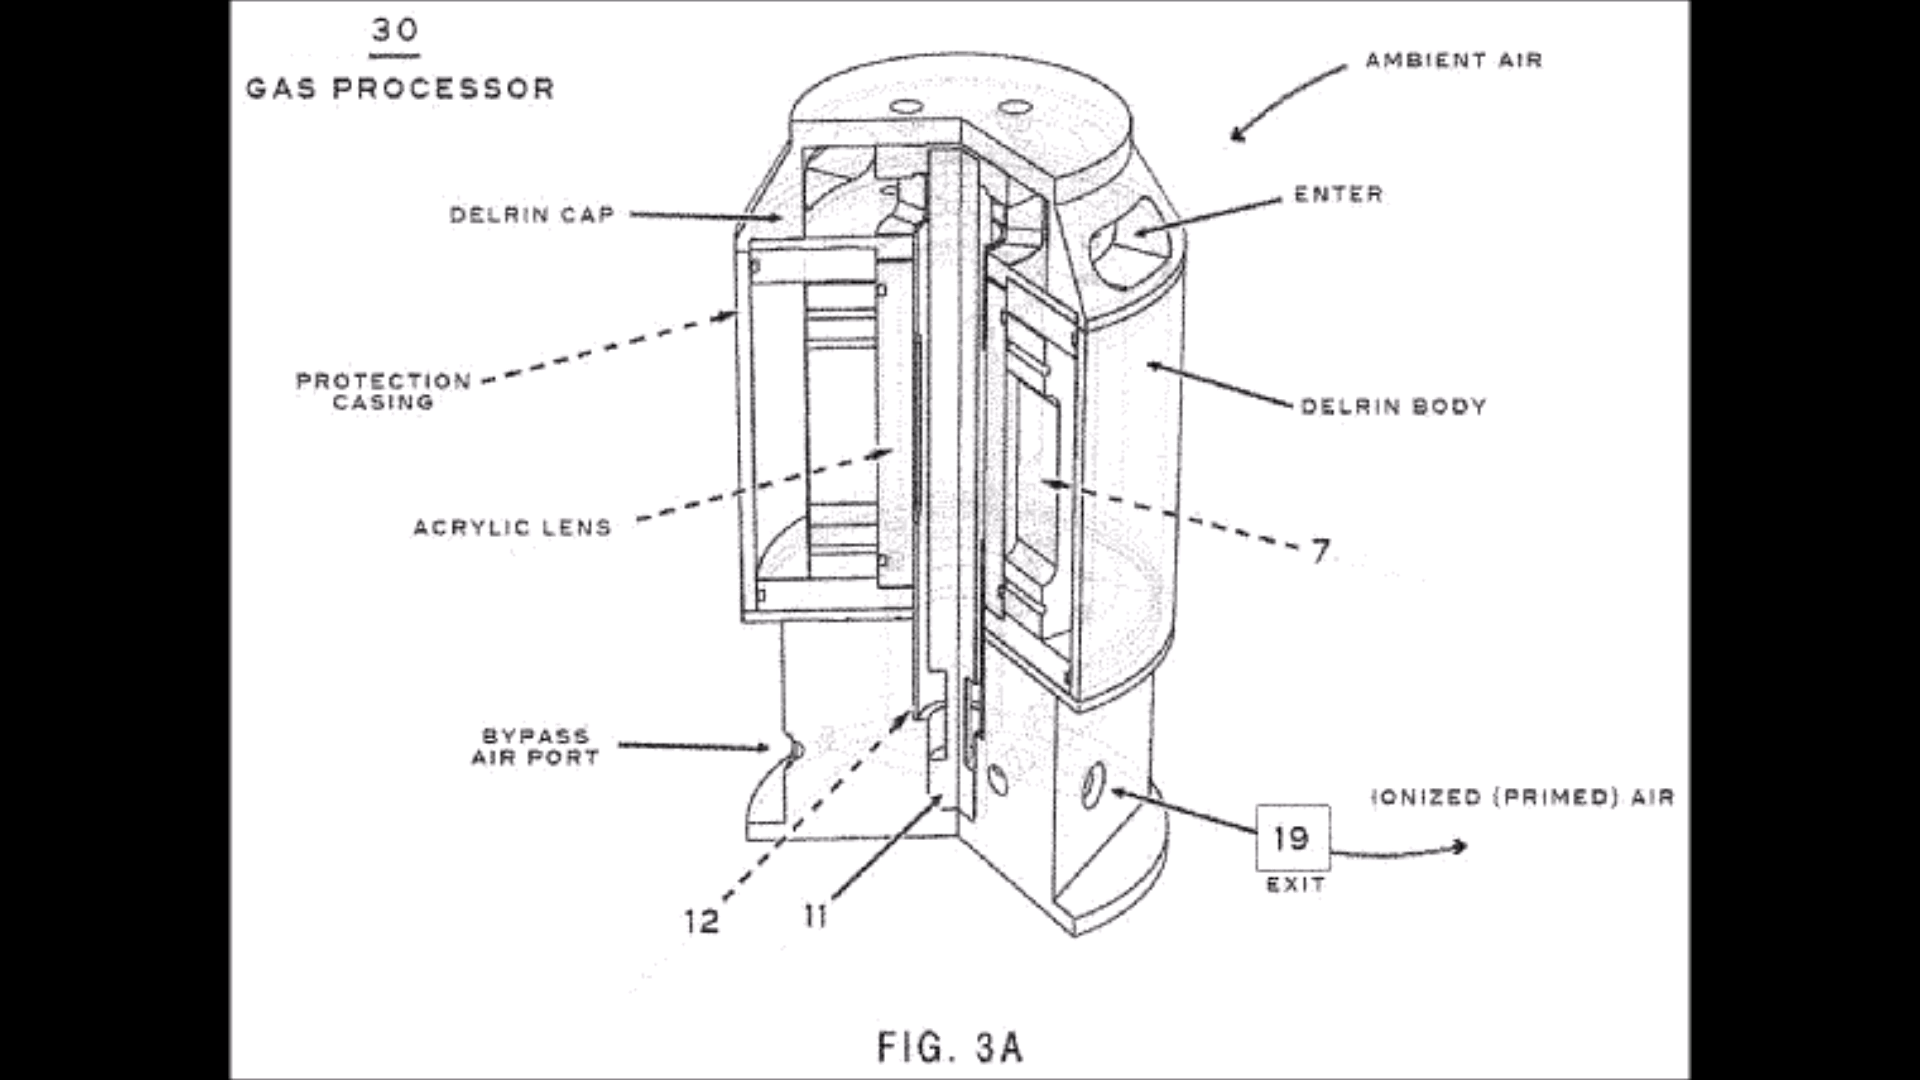 30
GAS PROCESSOR
AMBIENT AIR
DELRIN CAP
ENTER
PROTECTION
CASING
DELRIN BODY
ACRYLIC LENS
7
BYPASS
AIR PORT
IONIZED (PRIMED) AIR
19
EXIT
12
11
FIG. 3A